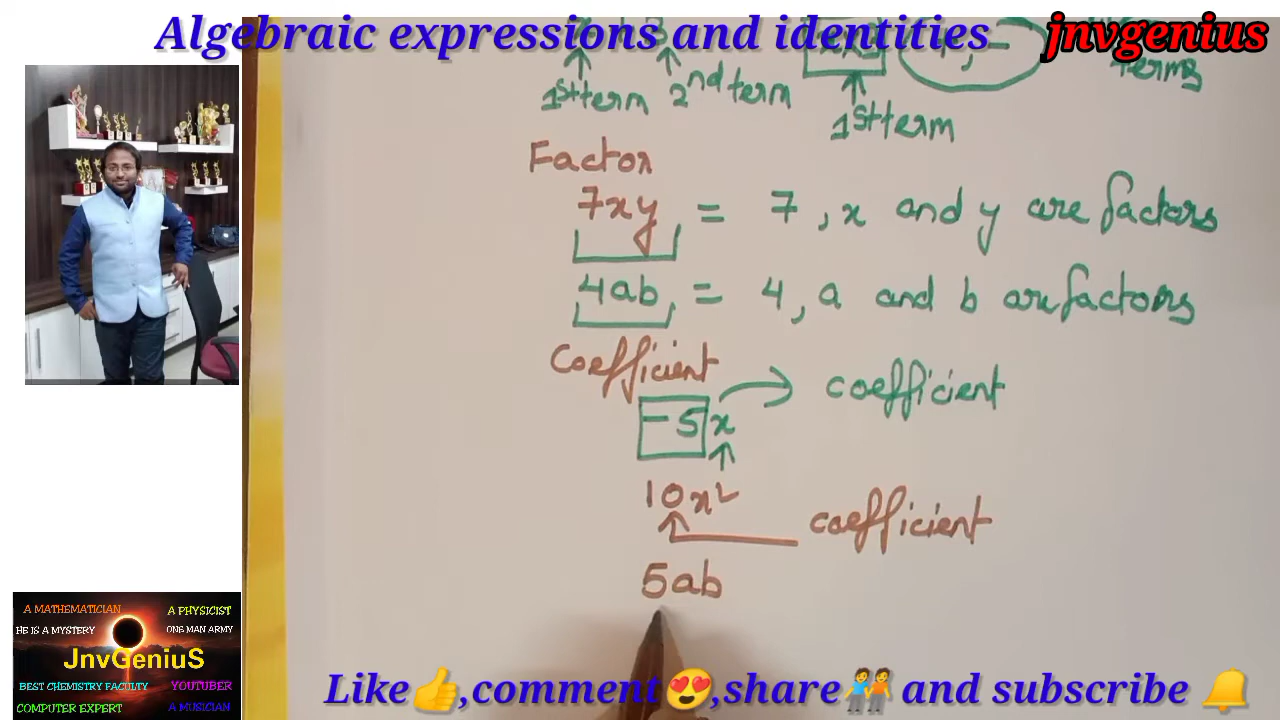 Algebraic expressions and identities jnvgenius
terms
1st term 2nd term
1st term
Factor
7xy = 7, x and y are factors
4ab = 4, a and b are factors
Coefficient
-5x → coefficient
10x² coefficient
5ab
A MATHEMATICIAN A PHYSICIST
HE IS A MYSTERY ONE MAN ARMY
JnvGeniuS
BEST CHEMISTRY FACULTY YOUTUBER
COMPUTER EXPERT A MUSICIAN
Like👍,comment😍,share🧑‍🤝‍🧑 and subscribe 🔔